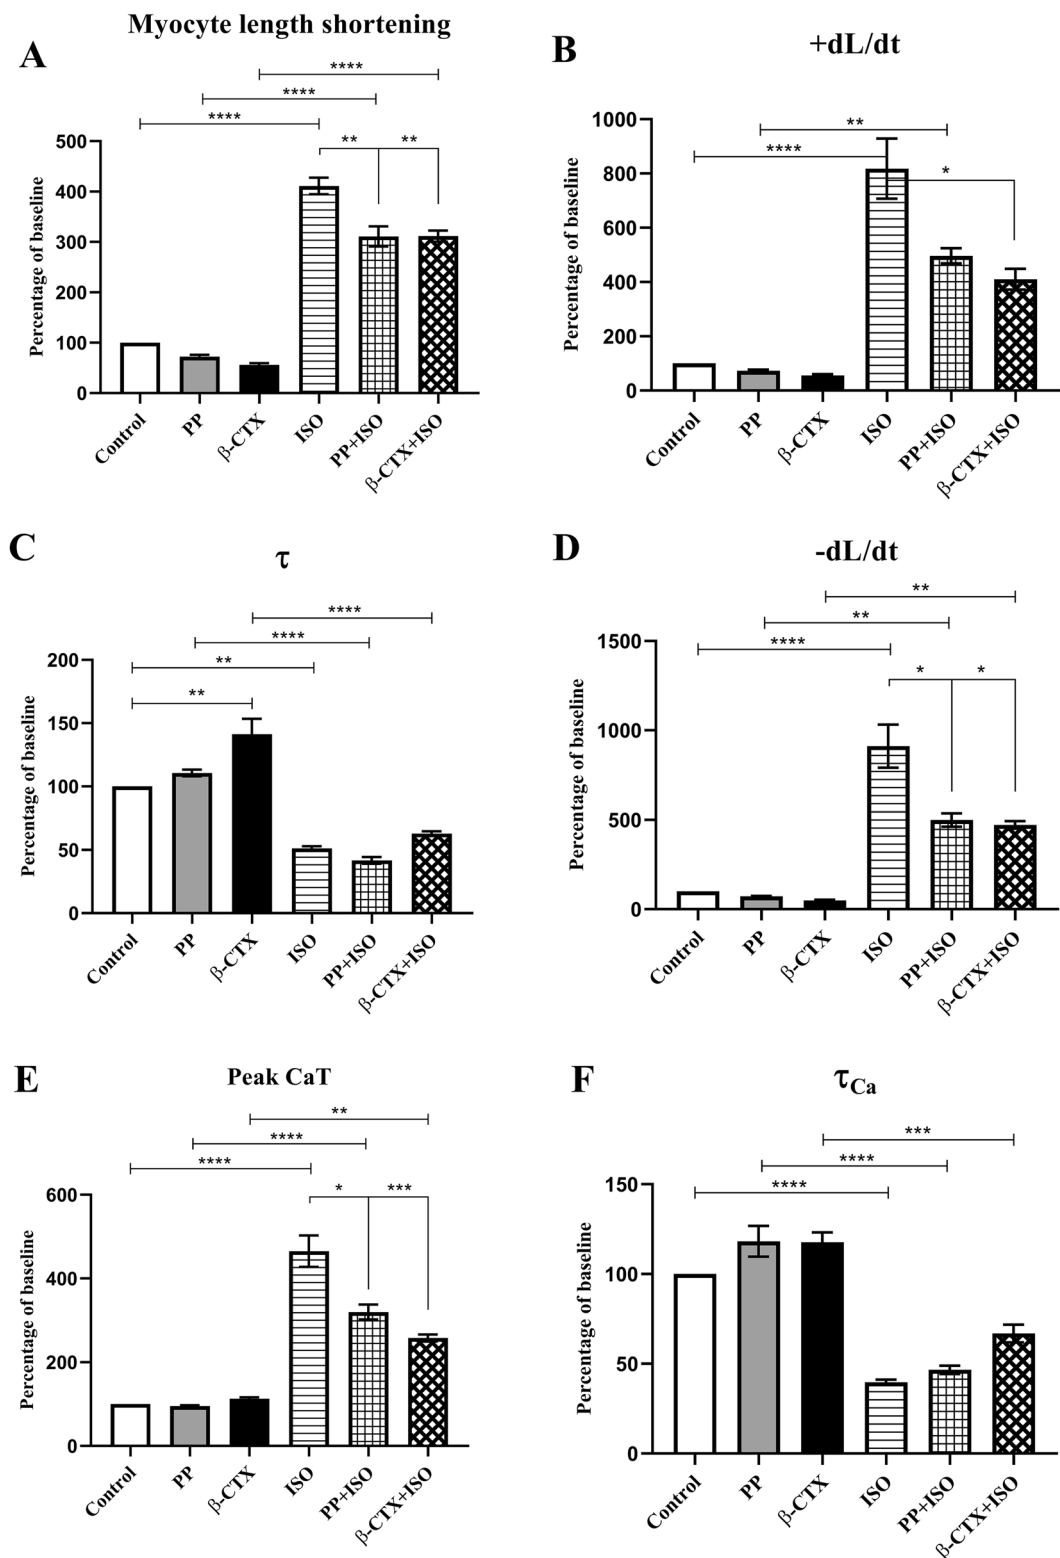 Myocyte length shortening
A
****
****
****
** **
Percentage of baseline
500
400
300
200
100
0
Control PP β-CTX ISO PP+ISO β-CTX+ISO
B
+dL/dt
**
****
*
Percentage of baseline
1000
800
600
400
200
0
Control PP β-CTX ISO PP+ISO β-CTX+ISO
C
τ
****
****
**
**
Percentage of baseline
200
150
100
50
0
Control PP β-CTX ISO PP+ISO β-CTX+ISO
D
-dL/dt
**
**
****
* *
Percentage of baseline
1500
1000
500
0
Control PP β-CTX ISO PP+ISO β-CTX+ISO
E
Peak CaT
**
****
****
* ***
Percentage of baseline
600
400
200
0
Control PP β-CTX ISO PP+ISO β-CTX+ISO
F
τCa
***
****
****
Percentage of baseline
150
100
50
0
Control PP β-CTX ISO PP+ISO β-CTX+ISO